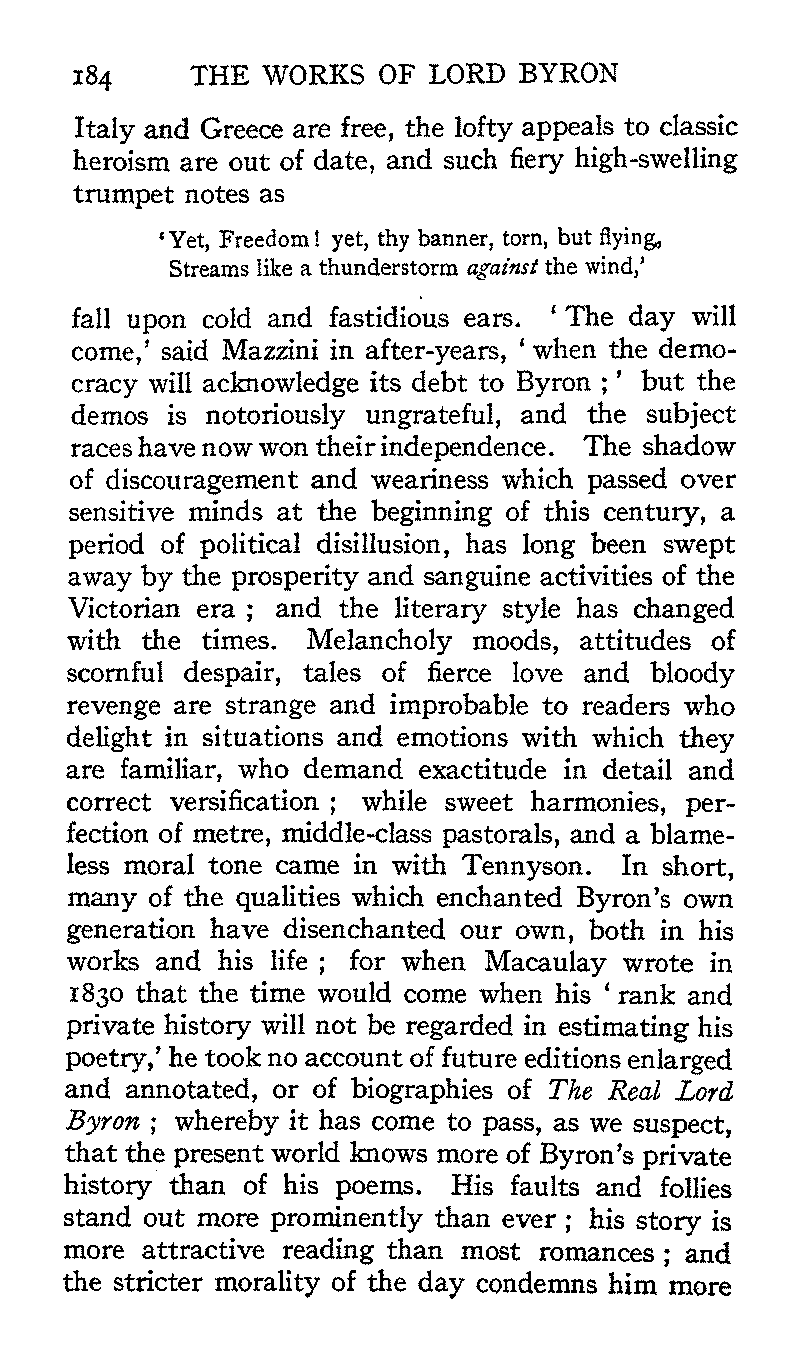 184 THE WORKS OF LORD BYRON
Italy and Greece are free, the lofty appeals to classic
heroism are out of date, and such fiery high-swelling
trumpet notes as
‘Yet, Freedom! yet, thy banner, torn, but flying,
Streams like a thunderstorm against the wind,’
fall upon cold and fastidious ears. ‘ The day will
come,’ said Mazzini in after-years, ‘ when the demo-
cracy will acknowledge its debt to Byron ; ’ but the
demos is notoriously ungrateful, and the subject
races have now won their independence. The shadow
of discouragement and weariness which passed over
sensitive minds at the beginning of this century, a
period of political disillusion, has long been swept
away by the prosperity and sanguine activities of the
Victorian era ; and the literary style has changed
with the times. Melancholy moods, attitudes of
scornful despair, tales of fierce love and bloody
revenge are strange and improbable to readers who
delight in situations and emotions with which they
are familiar, who demand exactitude in detail and
correct versification ; while sweet harmonies, per-
fection of metre, middle-class pastorals, and a blame-
less moral tone came in with Tennyson. In short,
many of the qualities which enchanted Byron’s own
generation have disenchanted our own, both in his
works and his life ; for when Macaulay wrote in
1830 that the time would come when his ‘ rank and
private history will not be regarded in estimating his
poetry,’ he took no account of future editions enlarged
and annotated, or of biographies of The Real Lord
Byron ; whereby it has come to pass, as we suspect,
that the present world knows more of Byron’s private
history than of his poems. His faults and follies
stand out more prominently than ever ; his story is
more attractive reading than most romances ; and
the stricter morality of the day condemns him more